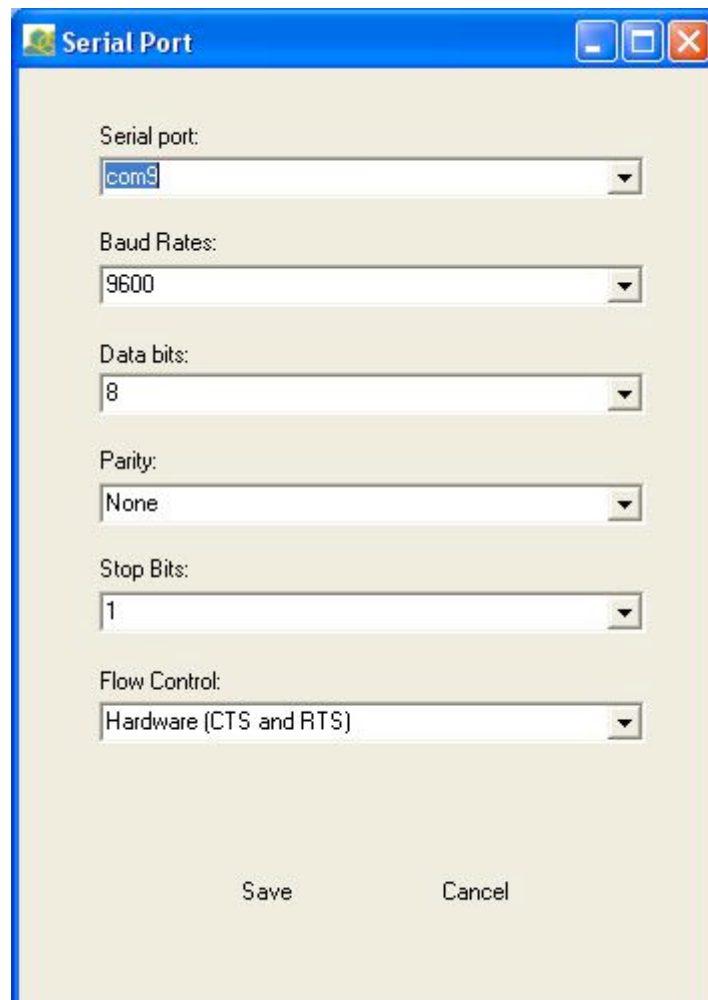 Serial Port
Serial port:
com9
Baud Rates:
9600
Data bits:
8
Parity:
None
Stop Bits:
1
Flow Control:
Hardware (CTS and RTS)
Save Cancel